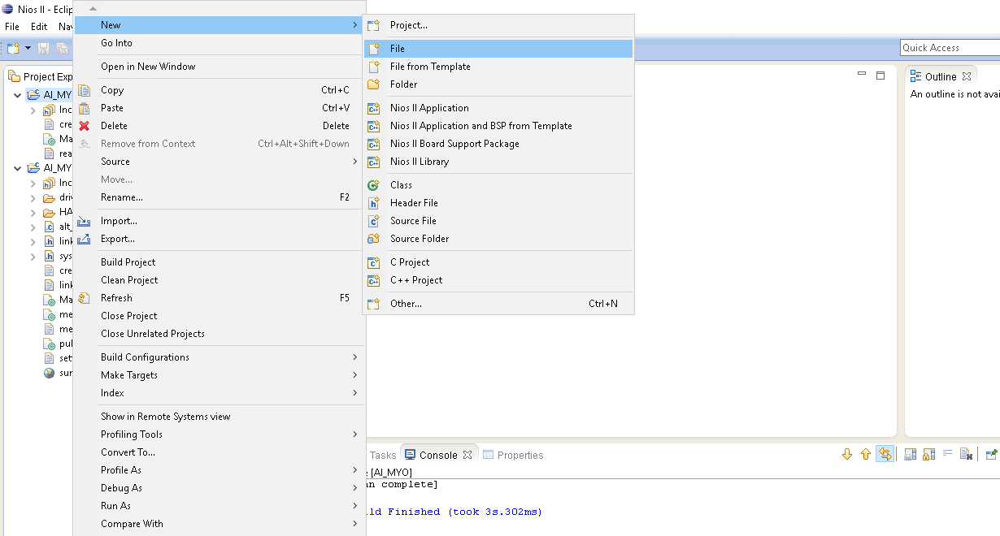 Nios II - Eclip
File Edit Na
Quick Access
Project Exp
AI_MY
Inc
cre
Ma
rea
AI_MY
Inc
driv
HA
alt_
link
sys
cre
link
Ma
me
me
pul
sett
sur
New
Go Into
Open in New Window
Copy Ctrl+C
Paste Ctrl+V
Delete Delete
Remove from Context Ctrl+Alt+Shift+Down
Source
Move...
Rename... F2
Import...
Export...
Build Project
Clean Project
Refresh F5
Close Project
Close Unrelated Projects
Build Configurations
Make Targets
Index
Show in Remote Systems view
Profiling Tools
Convert To...
Profile As
Debug As
Run As
Compare With
Project...
File
File from Template
Folder
Nios II Application
Nios II Application and BSP from Template
Nios II Board Support Package
Nios II Library
Class
Header File
Source File
Source Folder
C Project
C++ Project
Other... Ctrl+N
Outline
An outline is not avai
Tasks Console Properties
[AI_MYO]
n complete]
ld Finished (took 3s.302ms)